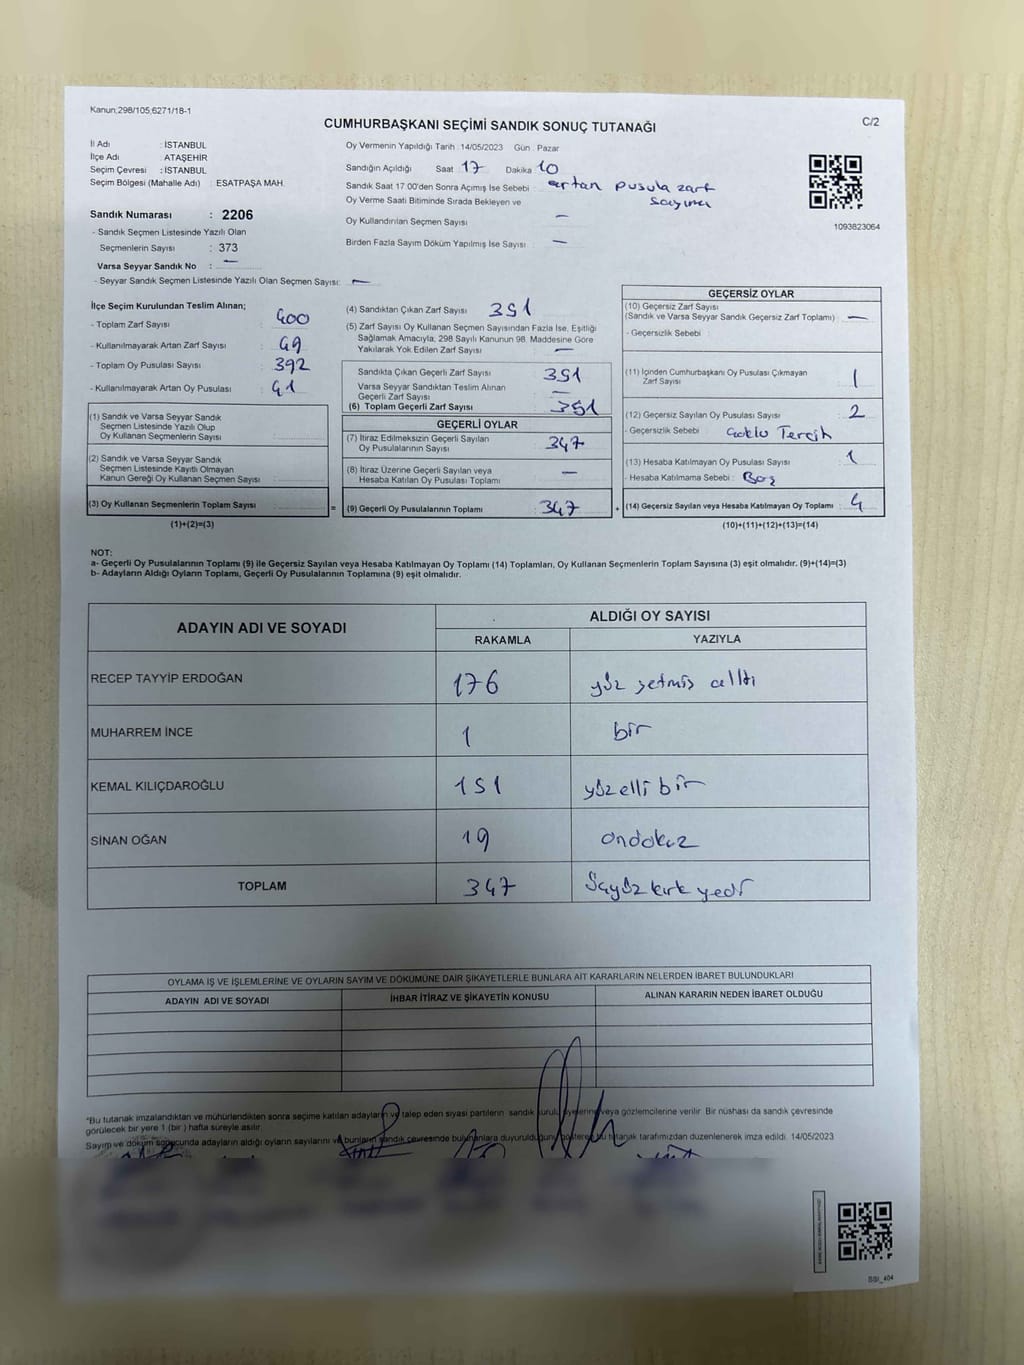 Kanun;298/105;6271/18-1
C/2
CUMHURBAŞKANI SEÇİMİ SANDIK SONUÇ TUTANAĞI
İl Adı : İSTANBUL
İlçe Adı : ATAŞEHİR
Seçim Çevresi : İSTANBUL
Seçim Bölgesi (Mahalle Adı) : ESATPAŞA MAH.
Sandık Numarası : 2206
- Sandık Seçmen Listesinde Yazılı Olan
Seçmenlerin Sayısı : 373
Varsa Seyyar Sandık No : —
- Seyyar Sandık Seçmen Listesinde Yazılı Olan Seçmen Sayısı: —
Oy Vermenin Yapıldığı Tarih : 14/05/2023 Gün : Pazar
Sandığın Açıldığı Saat 17 Dakika 10
Sandık Saat 17:00'den Sonra Açımış İse Sebebi : artan pusula zarf
Oy Verme Saati Bitiminde Sırada Bekleyen ve sayımı
Oy Kullandırılan Seçmen Sayısı : —
Birden Fazla Sayım Döküm Yapılmış İse Sayısı : —
1093823064
İlçe Seçim Kurulundan Teslim Alınan;
- Toplam Zarf Sayısı : 400
- Kullanılmayarak Artan Zarf Sayısı : 49
- Toplam Oy Pusulası Sayısı : 392
- Kullanılmayarak Artan Oy Pusulası : 41
(1) Sandık ve Varsa Seyyar Sandık
Seçmen Listesinde Yazılı Olup
Oy Kullanan Seçmenlerin Sayısı :
(2) Sandık ve Varsa Seyyar Sandık
Seçmen Listesinde Kayıtlı Olmayan
Kanun Gereği Oy Kullanan Seçmen Sayısı :
(3) Oy Kullanan Seçmenlerin Toplam Sayısı :
(1)+(2)=(3)
(4) Sandıktan Çıkan Zarf Sayısı : 351
(5) Zarf Sayısı Oy Kullanan Seçmen Sayısından Fazla İse, Eşitliği
Sağlamak Amacıyla; 298 Sayılı Kanunun 98. Maddesine Göre
Yakılarak Yok Edilen Zarf Sayısı : —
Sandıkta Çıkan Geçerli Zarf Sayısı : 351
Varsa Seyyar Sandıktan Teslim Alınan
Geçerli Zarf Sayısı : —
(6) Toplam Geçerli Zarf Sayısı : 351
GEÇERLİ OYLAR
(7) İtiraz Edilmeksizin Geçerli Sayılan
Oy Pusulalarının Sayısı : 347
(8) İtiraz Üzerine Geçerli Sayılan veya
Hesaba Katılan Oy Pusulası Toplamı : —
= (9) Geçerli Oy Pusulalarının Toplamı : 347
GEÇERSİZ OYLAR
(10) Geçersiz Zarf Sayısı
(Sandık ve Varsa Seyyar Sandık Geçersiz Zarf Toplamı) : —
- Geçersizlik Sebebi :
(11) İçinden Cumhurbaşkanı Oy Pusulası Çıkmayan
Zarf Sayısı : 1
(12) Geçersiz Sayılan Oy Pusulası Sayısı : 2
- Geçersizlik Sebebi : Çoklu Tercih
(13) Hesaba Katılmayan Oy Pusulası Sayısı : 1
- Hesaba Katılmama Sebebi : Boş
+ (14) Geçersiz Sayılan veya Hesaba Katılmayan Oy Toplamı : 4
(10)+(11)+(12)+(13)=(14)
NOT:
a- Geçerli Oy Pusulalarının Toplamı (9) ile Geçersiz Sayılan veya Hesaba Katılmayan Oy Toplamı (14) Toplamları, Oy Kullanan Seçmenlerin Toplam Sayısına (3) eşit olmalıdır. (9)+(14)=(3)
b- Adayların Aldığı Oyların Toplamı, Geçerli Oy Pusulalarının Toplamına (9) eşit olmalıdır.
ADAYIN ADI VE SOYADI
ALDIĞI OY SAYISI
RAKAMLA YAZIYLA
RECEP TAYYİP ERDOĞAN 176 yüz yetmiş altı
MUHARREM İNCE 1 bir
KEMAL KILIÇDAROĞLU 151 yüz elli bir
SİNAN OĞAN 19 ondokuz
TOPLAM 347 Üçyüz kırk yedi
OYLAMA İŞ VE İŞLEMLERİNE VE OYLARIN SAYIM VE DÖKÜMÜNE DAİR ŞİKAYETLERLE BUNLARA AİT KARARLARIN NELERDEN İBARET BULUNDUKLARI
ADAYIN ADI VE SOYADI İHBAR İTİRAZ VE ŞİKAYETİN KONUSU ALINAN KARARIN NEDEN İBARET OLDUĞU
"Bu tutanak imzalandıktan ve mühürlendikten sonra seçime katılan adayların ve talep eden siyasi partilerin sandık kurulu üyelerine veya gözlemcilerine verilir. Bir nüshası da sandık çevresinde
görülecek bir yere 1 (bir) hafta süreyle asılır.
Sayım ve döküm sonucunda adayların aldığı oyların sayılarını ve bunların sandık çevresinde bulunanlara duyurulduğunu gösteren bu tutanak tarafımızdan düzenlenerek imza edildi. 14/05/2023
BSI_404